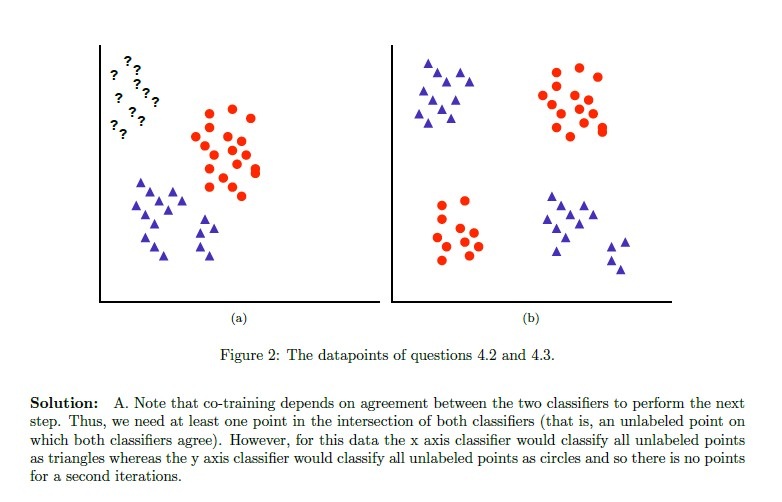 ?
?
?
?
?
?
?
?
?
?
?
(a)
(b)
Figure 2: The datapoints of questions 4.2 and 4.3.
Solution: A. Note that co-training depends on agreement between the two classifiers to perform the next
step. Thus, we need at least one point in the intersection of both classifiers (that is, an unlabeled point on
which both classifiers agree). However, for this data the x axis classifier would classify all unlabeled points
as triangles whereas the y axis classifier would classify all unlabeled points as circles and so there is no points
for a second iterations.